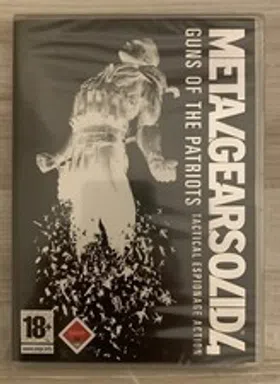 METAL GEAR SOLID 4
GUNS OF THE PATRIOTS
TACTICAL ESPIONAGE ACTION
18+